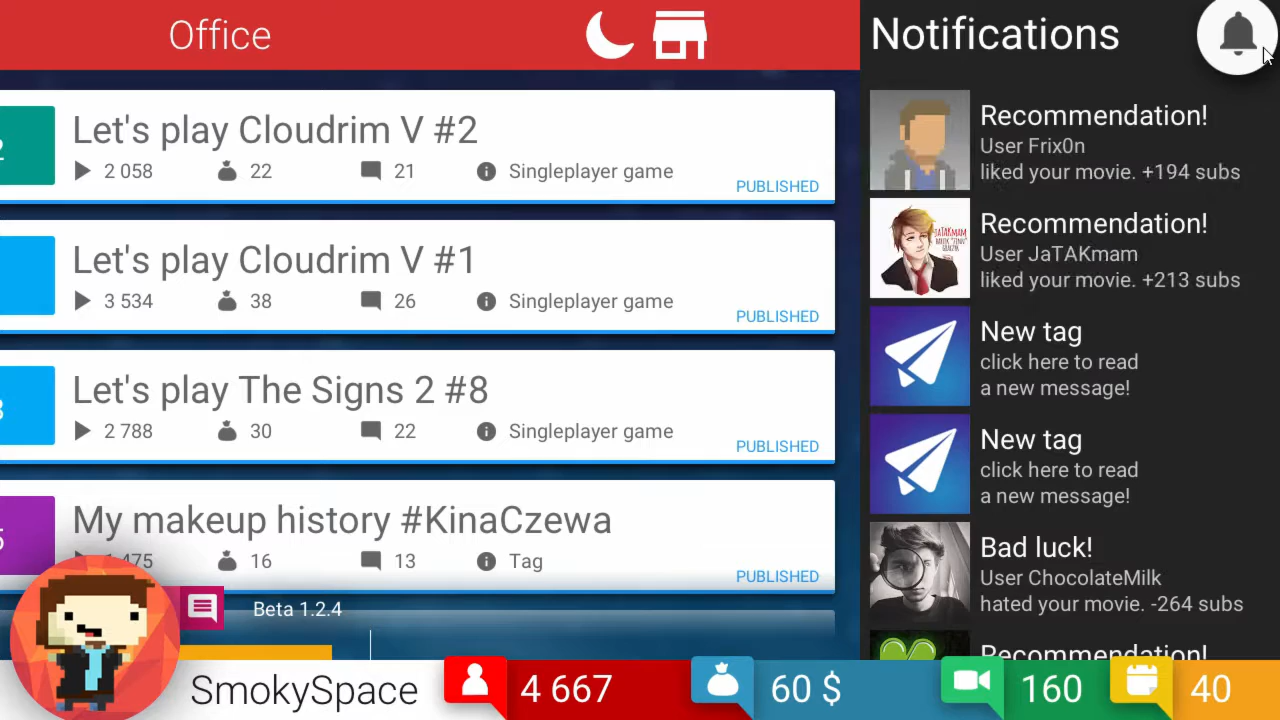 Office
Notifications
2
Let's play Cloudrim V #2
2 058 22 21 Singleplayer game
PUBLISHED
Let's play Cloudrim V #1
3 534 38 26 Singleplayer game
PUBLISHED
Let's play The Signs 2 #8
2 788 30 22 Singleplayer game
PUBLISHED
My makeup history #KinaCzewa
475 16 13 Tag
PUBLISHED
Beta 1.2.4
Recommendation!
User Frix0n
liked your movie. +194 subs
Recommendation!
User JaTAKmam
liked your movie. +213 subs
New tag
click here to read
a new message!
New tag
click here to read
a new message!
Bad luck!
User ChocolateMilk
hated your movie. -264 subs
Recommendation!
SmokySpace
4 667
60 $
160
40